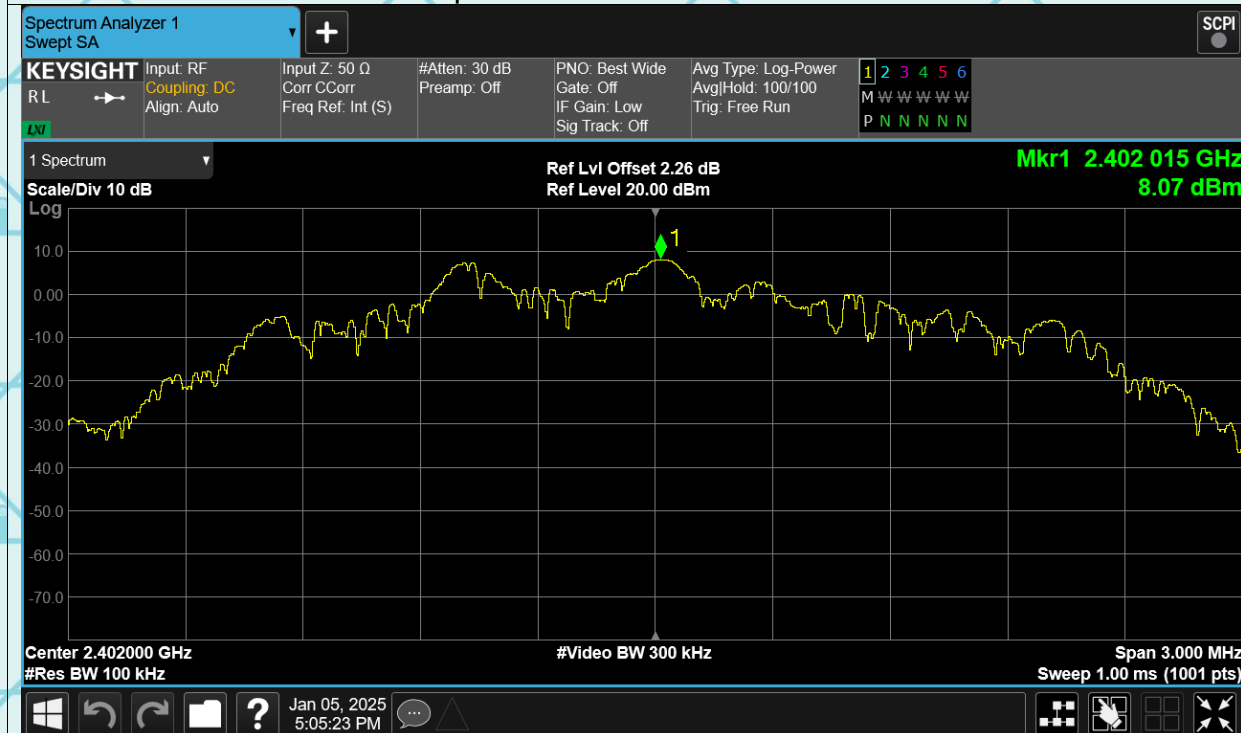 Spectrum Analyzer 1
Swept SA
+
SCPI
KEYSIGHT
RL
LXI
Input: RF
Coupling: DC
Align: Auto
Input Z: 50 Ω
Corr CCorr
Freq Ref: Int (S)
#Atten: 30 dB
Preamp: Off
PNO: Best Wide
Gate: Off
IF Gain: Low
Sig Track: Off
Avg Type: Log-Power
Avg|Hold: 100/100
Trig: Free Run
1 2 3 4 5 6
M W W W W W
P N N N N N
1 Spectrum
Scale/Div 10 dB
Log
Ref Lvl Offset 2.26 dB
Ref Level 20.00 dBm
Mkr1 2.402 015 GHz
8.07 dBm
1
10.0
0.00
-10.0
-20.0
-30.0
-40.0
-50.0
-60.0
-70.0
Center 2.402000 GHz
#Res BW 100 kHz
#Video BW 300 kHz
Span 3.000 MHz
Sweep 1.00 ms (1001 pts)
?
Jan 05, 2025
5:05:23 PM